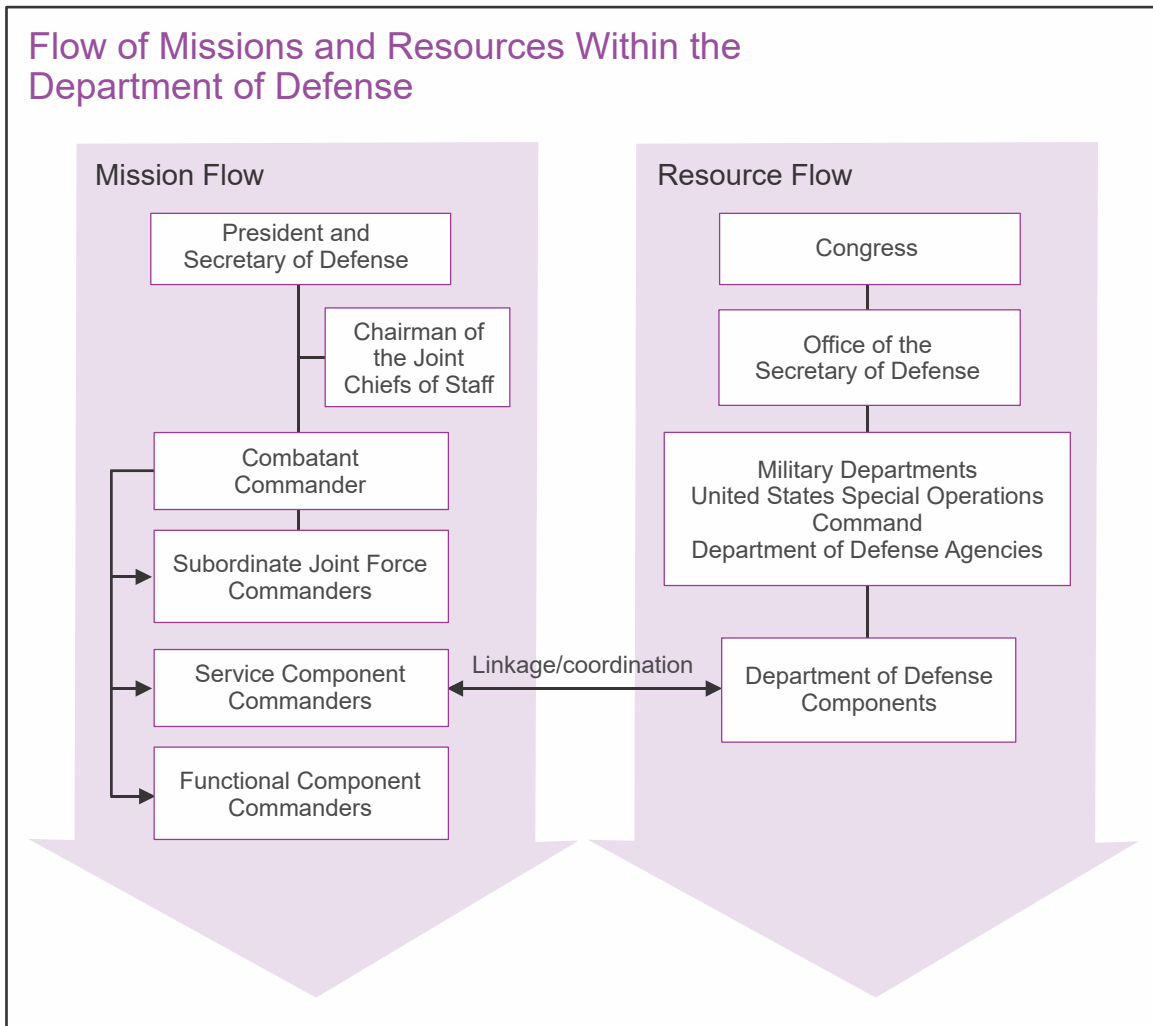 Flow of Missions and Resources Within the
Department of Defense
Mission Flow
President and
Secretary of Defense
Chairman of
the Joint
Chiefs of Staff
Combatant
Commander
Subordinate Joint Force
Commanders
Service Component
Commanders
Functional Component
Commanders
Linkage/coordination
Resource Flow
Congress
Office of the
Secretary of Defense
Military Departments
United States Special Operations
Command
Department of Defense Agencies
Department of Defense
Components